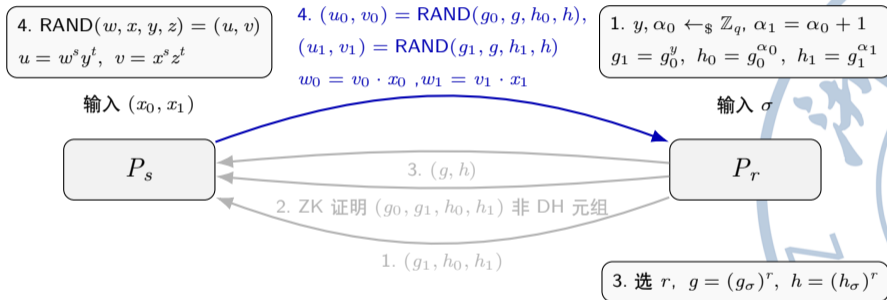 4. RAND(w, x, y, z) = (u, v)
u = w^s y^t, v = x^s z^t
4. (u_0, v_0) = RAND(g_0, g, h_0, h),
(u_1, v_1) = RAND(g_1, g, h_1, h)
w_0 = v_0 · x_0 ,w_1 = v_1 · x_1
1. y, α_0 ←_$ ℤ_q, α_1 = α_0 + 1
g_1 = g_0^y, h_0 = g_0^{α_0}, h_1 = g_1^{α_1}
输入 (x_0, x_1)
输入 σ
P_s
P_r
3. (g, h)
2. ZK 证明 (g_0, g_1, h_0, h_1) 非 DH 元组
1. (g_1, h_0, h_1)
3. 选 r, g = (g_σ)^r, h = (h_σ)^r